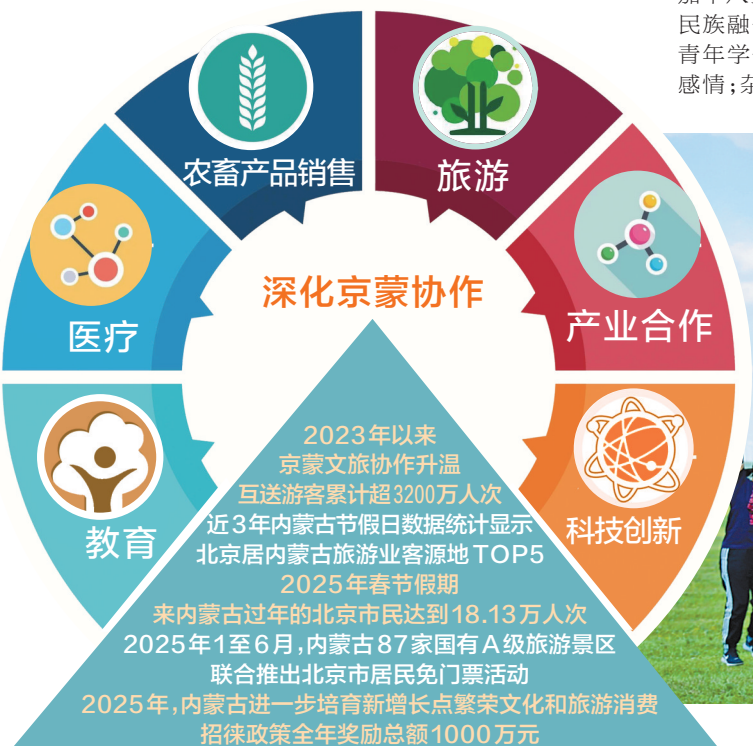 民族融
青年学
感情；杂
农畜产品销售
旅游
医疗
产业合作
教育
科技创新
深化京蒙协作
2023年以来
京蒙文旅协作升温
互送游客累计超3200万人次
近3年内蒙古节假日数据统计显示
北京居内蒙古旅游业客源地TOP5
2025年春节假期
来内蒙古过年的北京市民达到18.13万人次
2025年1至6月，内蒙古87家国有A级旅游景区
联合推出北京市居民免门票活动
2025年，内蒙古进一步培育新增长点繁荣文化和旅游消费
招徕政策全年奖励总额1000万元